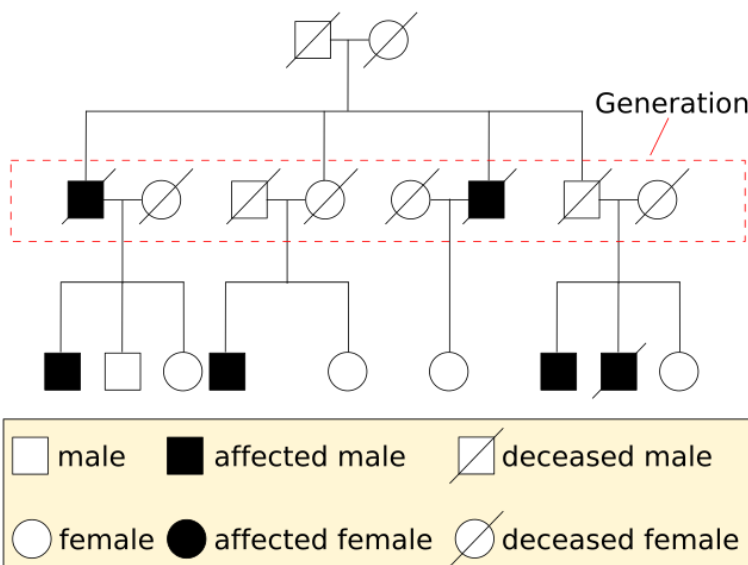 Generation
male
affected male
deceased male
female
affected female
deceased female